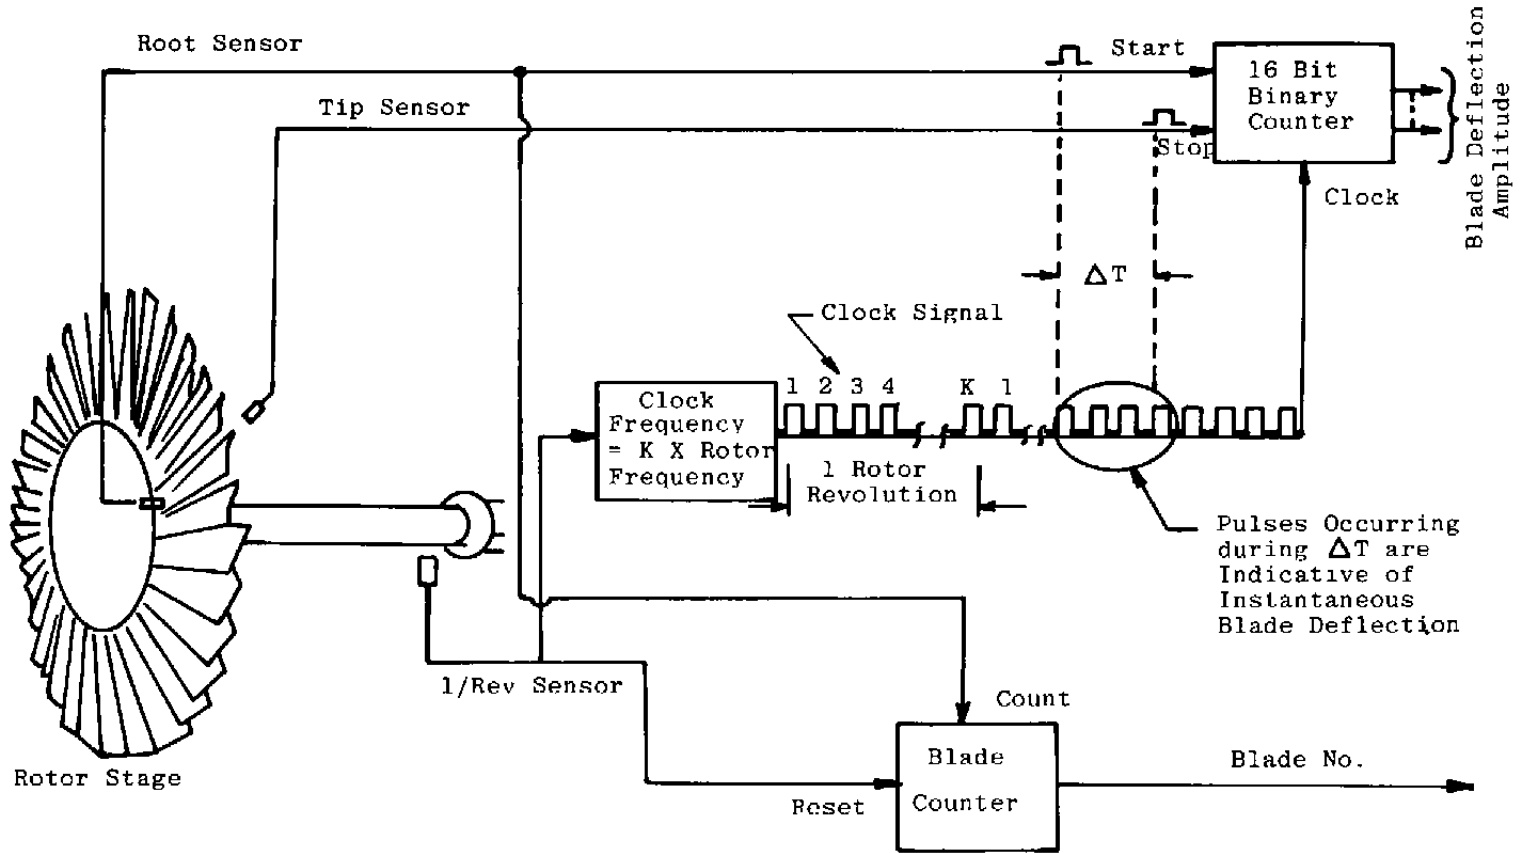 Root Sensor
Tip Sensor
Start
Stop
16 Bit
Binary
Counter
Blade Deflection
Amplitude
Clock
ΔT
Clock Signal
1 2 3 4 K 1
Clock
Frequency
= K X Rotor
Frequency
1 Rotor
Revolution
Pulses Occurring
during ΔT are
Indicative of
Instantaneous
Blade Deflection
1/Rev Sensor
Count
Blade
Counter
Blade No.
Reset
Rotor Stage